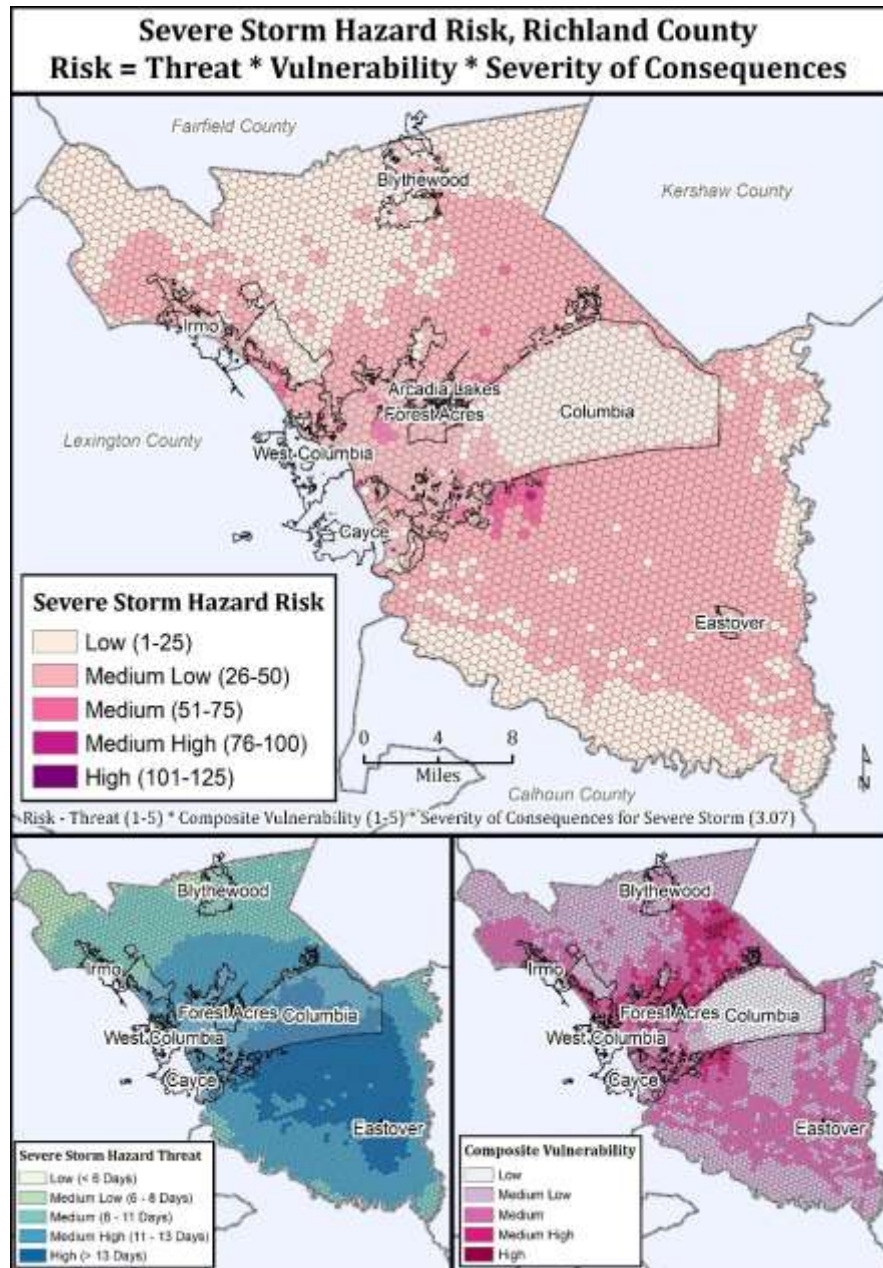 Severe Storm Hazard Risk, Richland County
Risk = Threat * Vulnerability * Severity of Consequences
Fairfield County
Blythewood
Kershaw County
Irmo
Arcadia Lakes
Forest Acres
Columbia
Lexington County
West Columbia
Cayce
Eastover
Severe Storm Hazard Risk
Low (1-25)
Medium Low (26-50)
Medium (51-75)
Medium High (76-100)
High (101-125)
0 4 8
Miles
N
Calhoun County
Risk - Threat (1-5) * Composite Vulnerability (1-5) * Severity of Consequences for Severe Storm (3.07)
Blythewood
Irmo
Forest Acres
Columbia
West Columbia
Cayce
Eastover
Severe Storm Hazard Threat
Low (< 6 Days)
Medium Low (6 - 8 Days)
Medium (8 - 11 Days)
Medium High (11 - 13 Days)
High (> 13 Days)
Blythewood
Irmo
Forest Acres
Columbia
West Columbia
Cayce
Eastover
Composite Vulnerability
Low
Medium Low
Medium
Medium High
High